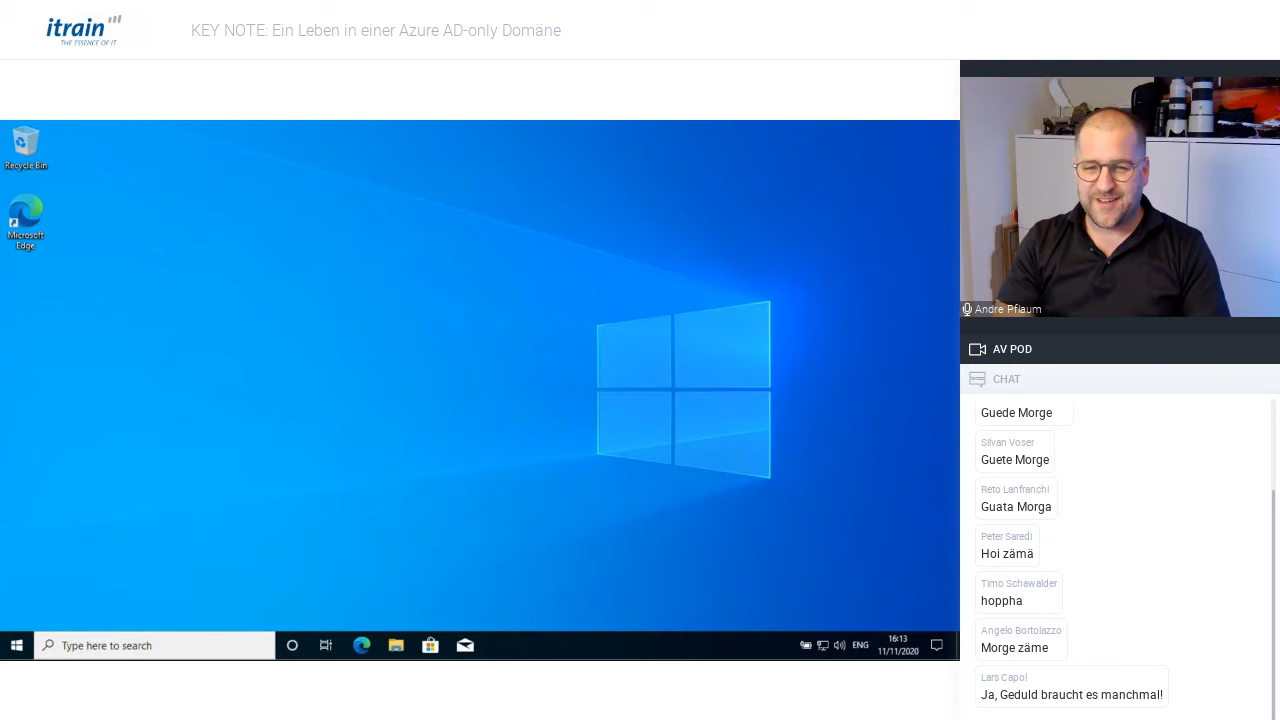 itrain
THE ESSENCE OF IT
KEY NOTE: Ein Leben in einer Azure AD-only Domäne
Recycle Bin
Microsoft
Edge
Type here to search
ENG
16:13
11/11/2020
Andre Pflaum
AV POD
CHAT
Guede Morge
Silvan Voser
Guete Morge
Reto Lanfranchi
Guata Morga
Peter Saredi
Hoi zämä
Timo Schawalder
hoppha
Angelo Bortolazzo
Morge zäme
Lars Capol
Ja, Geduld braucht es manchmal!